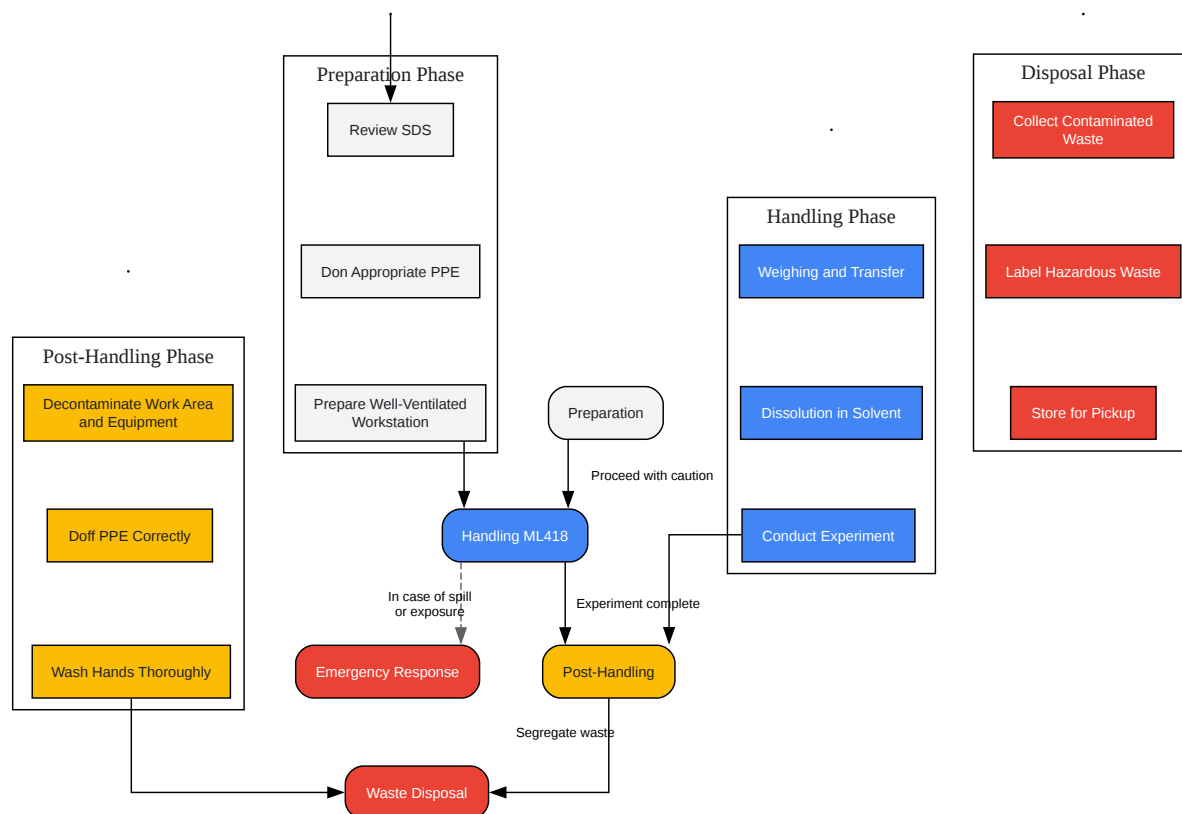 Preparation Phase
Review SDS
Don Appropriate PPE
Prepare Well-Ventilated
Workstation
Disposal Phase
Collect Contaminated
Waste
Label Hazardous Waste
Store for Pickup
Handling Phase
Weighing and Transfer
Dissolution in Solvent
Conduct Experiment
Post-Handling Phase
Decontaminate Work Area
and Equipment
Doff PPE Correctly
Wash Hands Thoroughly
Preparation
Proceed with caution
Handling ML418
In case of spill
or exposure
Experiment complete
Emergency Response
Post-Handling
Segregate waste
Waste Disposal